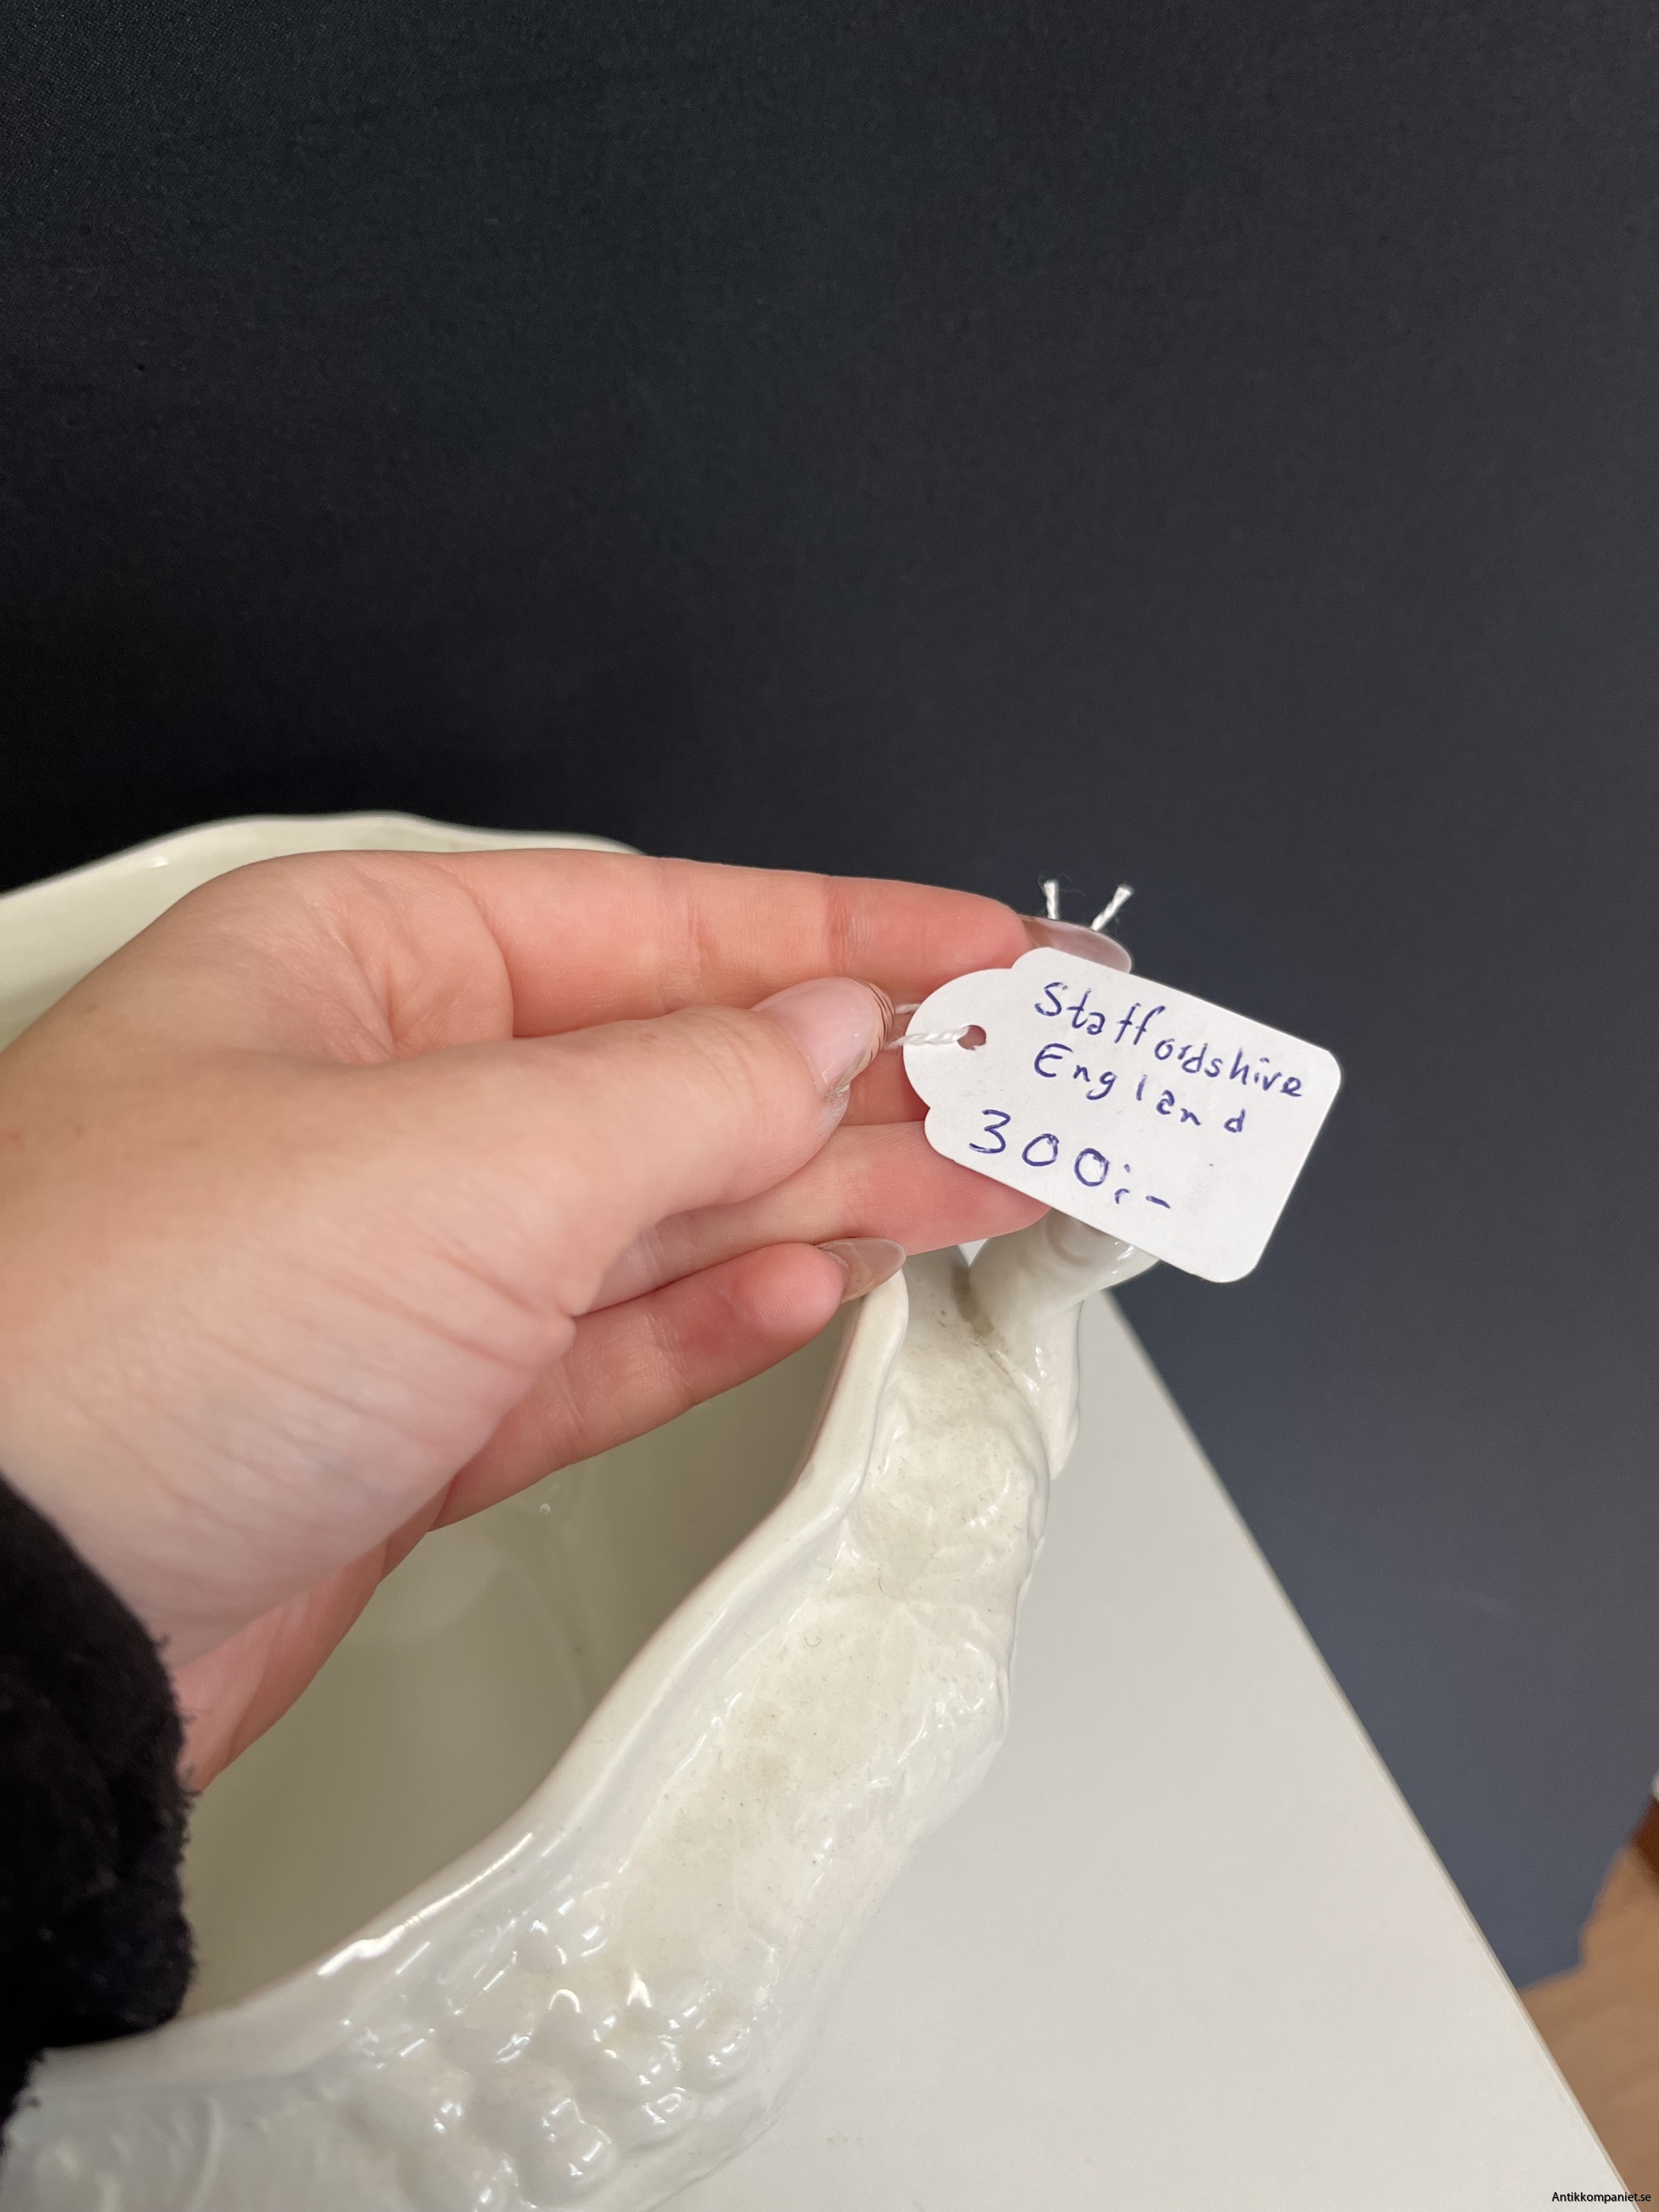 Staffordshire
England
300:-
Antikkompaniet.se